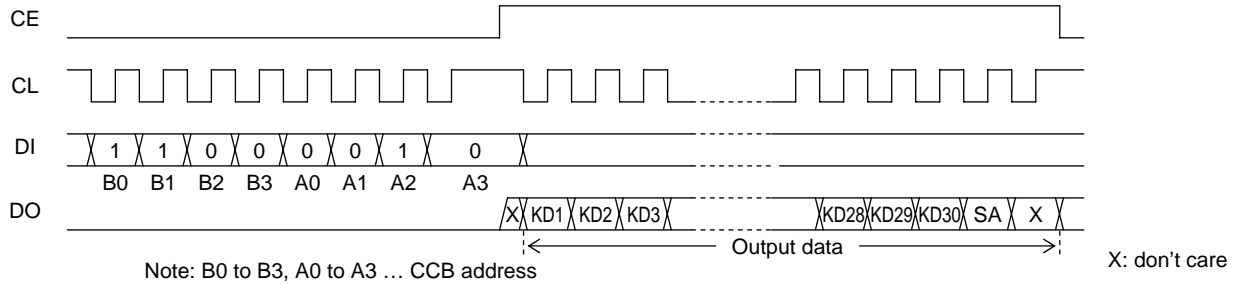 CE
CL
DI 1 1 0 0 0 0 1 0
B0 B1 B2 B3 A0 A1 A2 A3
DO X KD1 KD2 KD3 KD28 KD29 KD30 SA X
Output data
X: don't care
Note: B0 to B3, A0 to A3 … CCB address